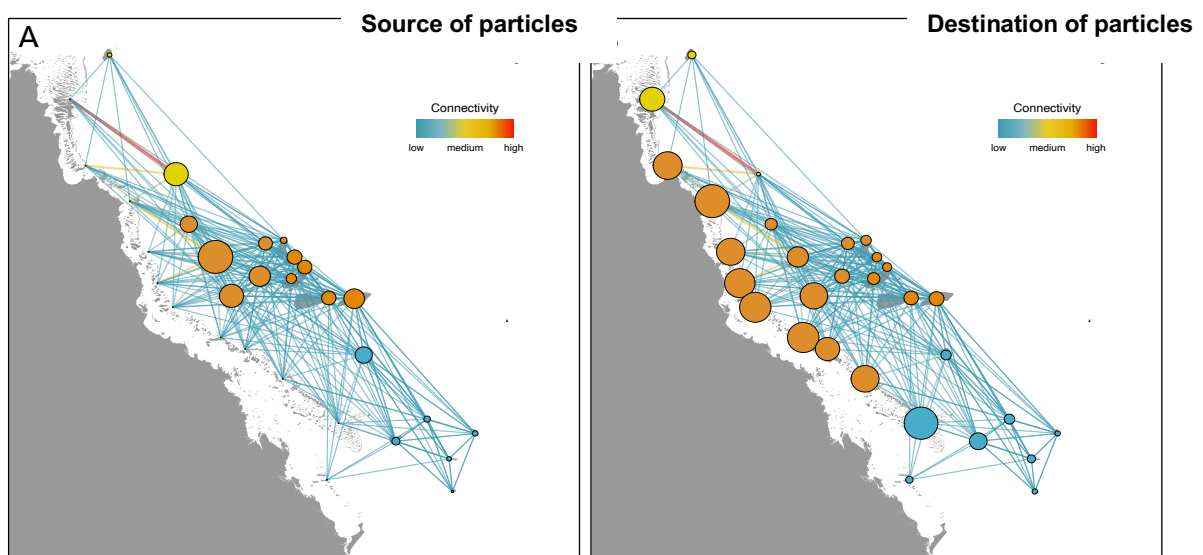 A
Source of particles
Connectivity
low medium high
Destination of particles
Connectivity
low medium high